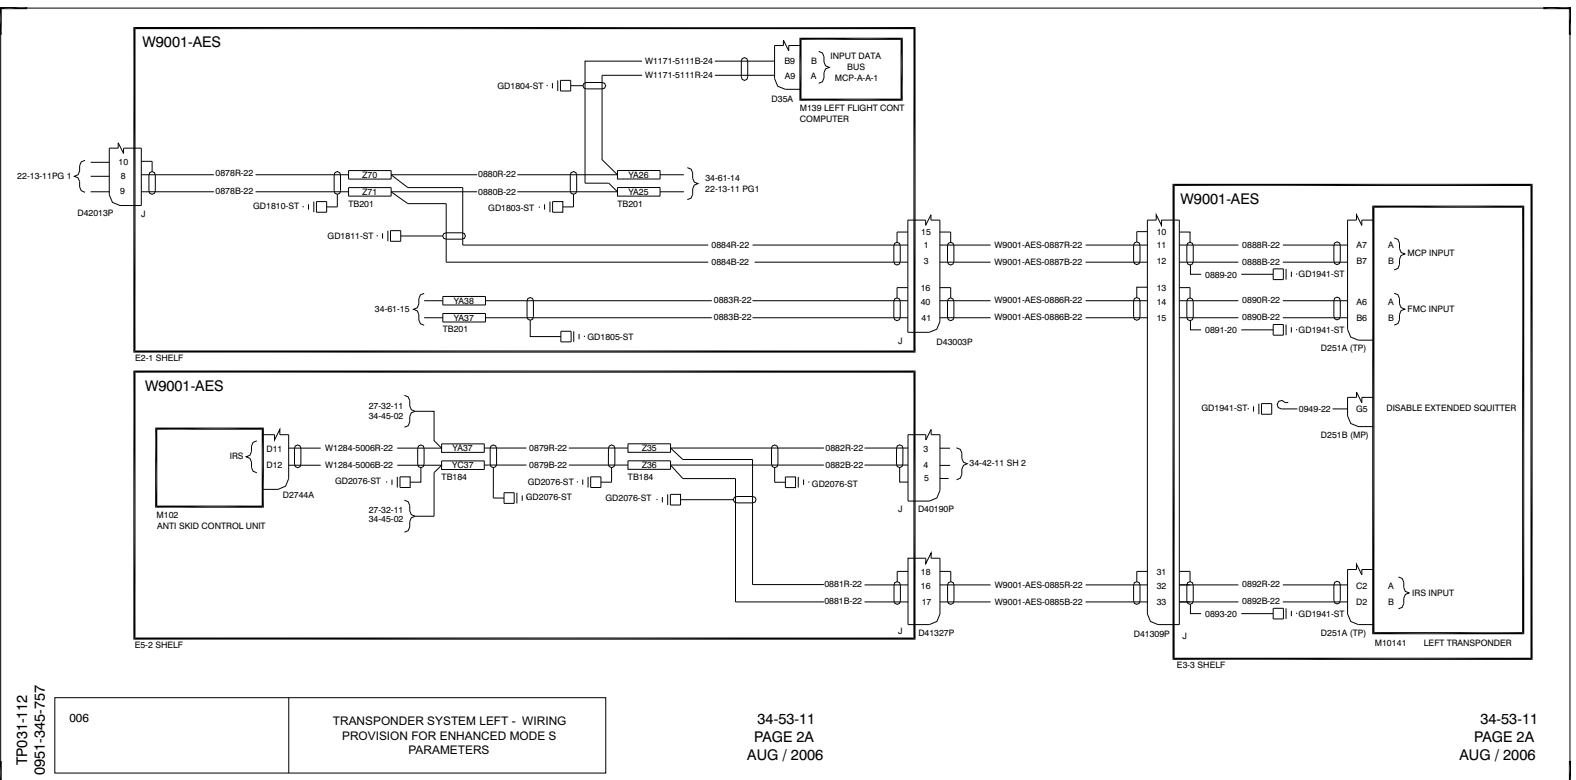 W9001-AES
W1171-5111B-24
W1171-5111R-24
B9
A9
B
A
INPUT DATA
BUS
MCP-A-A-1
GD1804-ST
D35A
M139 LEFT FLIGHT CONT
COMPUTER
22-13-11PG 1
10
8
9
D42013P
J
0878R-22
0878B-22
GD1810-ST
Z70
Z71
TB201
0880R-22
0880B-22
GD1803-ST
YA26
YA25
TB201
34-61-14
22-13-11 PG1
GD1811-ST
0884R-22
0884B-22
34-61-15
YA38
YA37
TB201
0883R-22
0883B-22
GD1805-ST
15
1
3
16
40
41
J
D43003P
E2-1 SHELF
W9001-AES-0887R-22
W9001-AES-0887B-22
W9001-AES-0886R-22
W9001-AES-0886B-22
W9001-AES
10
11
12
13
14
15
0888R-22
0888B-22
0889-20
GD1941-ST
0890R-22
0890B-22
0891-20
GD1941-ST
A7
B7
A
B
MCP INPUT
A6
B6
A
B
FMC INPUT
D251A (TP)
GD1941-ST
0949-22
G5
DISABLE EXTENDED SQUITTER
D251B (MP)
W9001-AES
27-32-11
34-45-02
IRS
D11
D12
D2744A
M102
ANTI SKID CONTROL UNIT
W1284-5006R-22
W1284-5006B-22
GD2076-ST
YA37
YC37
TB184
27-32-11
34-45-02
0879R-22
0879B-22
GD2076-ST
GD2076-ST
Z35
Z36
TB184
GD2076-ST
0882R-22
0882B-22
GD2076-ST
3
4
5
34-42-11 SH 2
J
D40190P
0881R-22
0881B-22
18
16
17
J
D41327P
E5-2 SHELF
W9001-AES-0885R-22
W9001-AES-0885B-22
31
32
33
D41309P
J
0892R-22
0892B-22
0893-20
GD1941-ST
C2
D2
A
B
IRS INPUT
D251A (TP)
M10141
LEFT TRANSPONDER
E3-3 SHELF
TP031-112
0951-345-757
006
TRANSPONDER SYSTEM LEFT - WIRING
PROVISION FOR ENHANCED MODE S
PARAMETERS
34-53-11
PAGE 2A
AUG / 2006
34-53-11
PAGE 2A
AUG / 2006